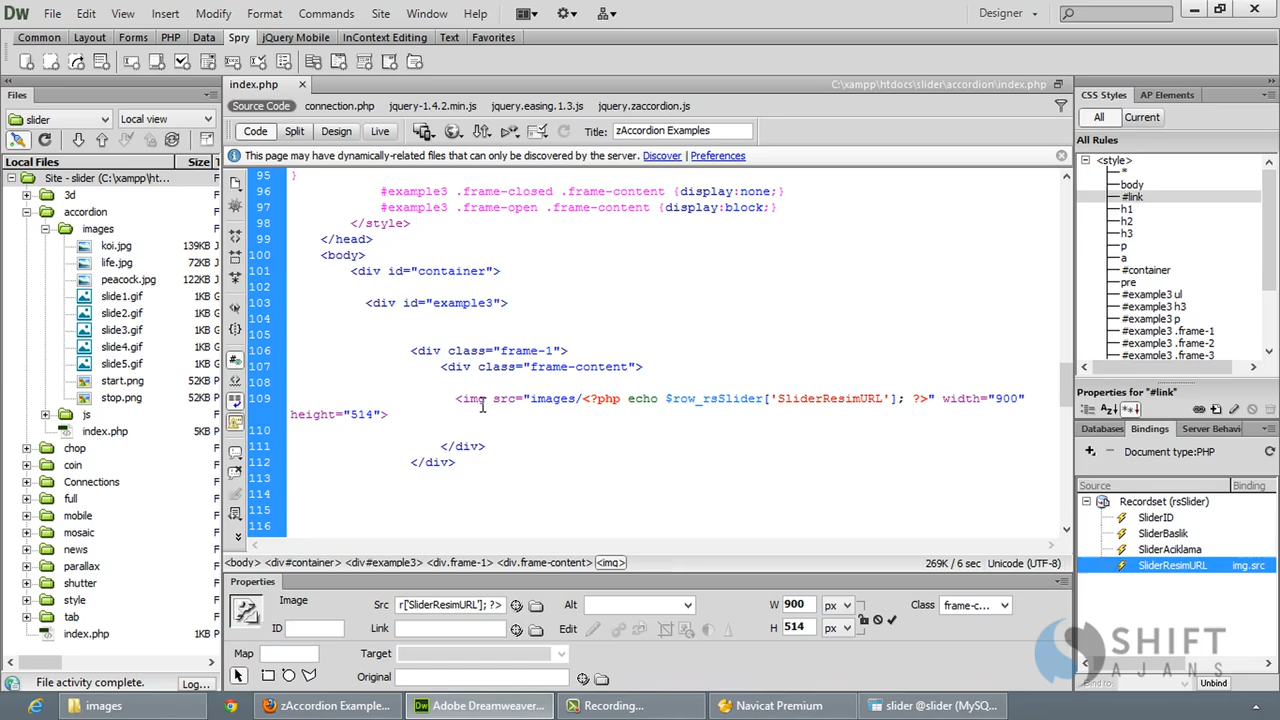 Dw File Edit View Insert Modify Format Commands Site Window Help Designer
Common Layout Forms PHP Data Spry jQuery Mobile InContext Editing Text Favorites
Files
slider Local view
Local Files Size
Site - slider (C:\xampp\ht...
3d F
accordion F
images F
koi.jpg 139KB G
life.jpg 72KB G
peacock.jpg 122KB G
slide1.gif 1KB G
slide2.gif 1KB G
slide3.gif 1KB G
slide4.gif 1KB G
slide5.gif 1KB G
start.png 1KB F
stop.png 1KB F
js F
index.php F
chop F
coin F
Connections F
full F
mobile F
mosaic F
news F
parallax F
shutter F
style F
tab F
index.php F
File activity complete. Log...
index.php C:\xampp\htdocs\slider\accordion\index.php
Source Code connection.php jquery-1.4.2.min.js jquery.easing.1.3.js jquery.zaccordion.js
Code Split Design Live Title: zAccordion Examples
This page may have dynamically-related files that can only be discovered by the server. Discover | Preferences
95 }
96 #example3 .frame-closed .frame-content {display:none;}
97 #example3 .frame-open .frame-content {display:block;}
98 </style>
99 </head>
100 <body>
101 <div id="container">
102
103 <div id="example3">
104
105
106 <div class="frame-1">
107 <div class="frame-content">
108
109 <img src="images/<?php echo $row_rsSlider['SliderResimURL']; ?>" width="900"
height="514">
110
111 </div>
112 </div>
113
114
115
116
<body> <div#container> <div#example3> <div.frame-1> <div.frame-content> <img> 269K / 6 sec Unicode (UTF-8)
Properties
Image Src r['SliderResimURL']; ?> Alt W 900 px Class frame-c...
ID Link Edit H 514 px
Map Target
Original
CSS Styles AP Elements
All Current
All Rules
<style>
*
body
#link
h1
h2
h3
p
a
#container
pre
#example3 ul
#example3 h3
#example3 p
#example3 .frame-1
#example3 .frame-2
#example3 .frame-3
Properties for "#link"
Databases Bindings Server Behavi
Document type:PHP
Source Binding
Recordset (rsSlider)
SliderID
SliderBaslik
SliderAciklama
SliderResimURL img.src
Bind to: Unbind
SHIFT
AJANS
images zAccordion Example... Adobe Dreamweaver... Recording... Navicat Premium slider @slider (MySQ...